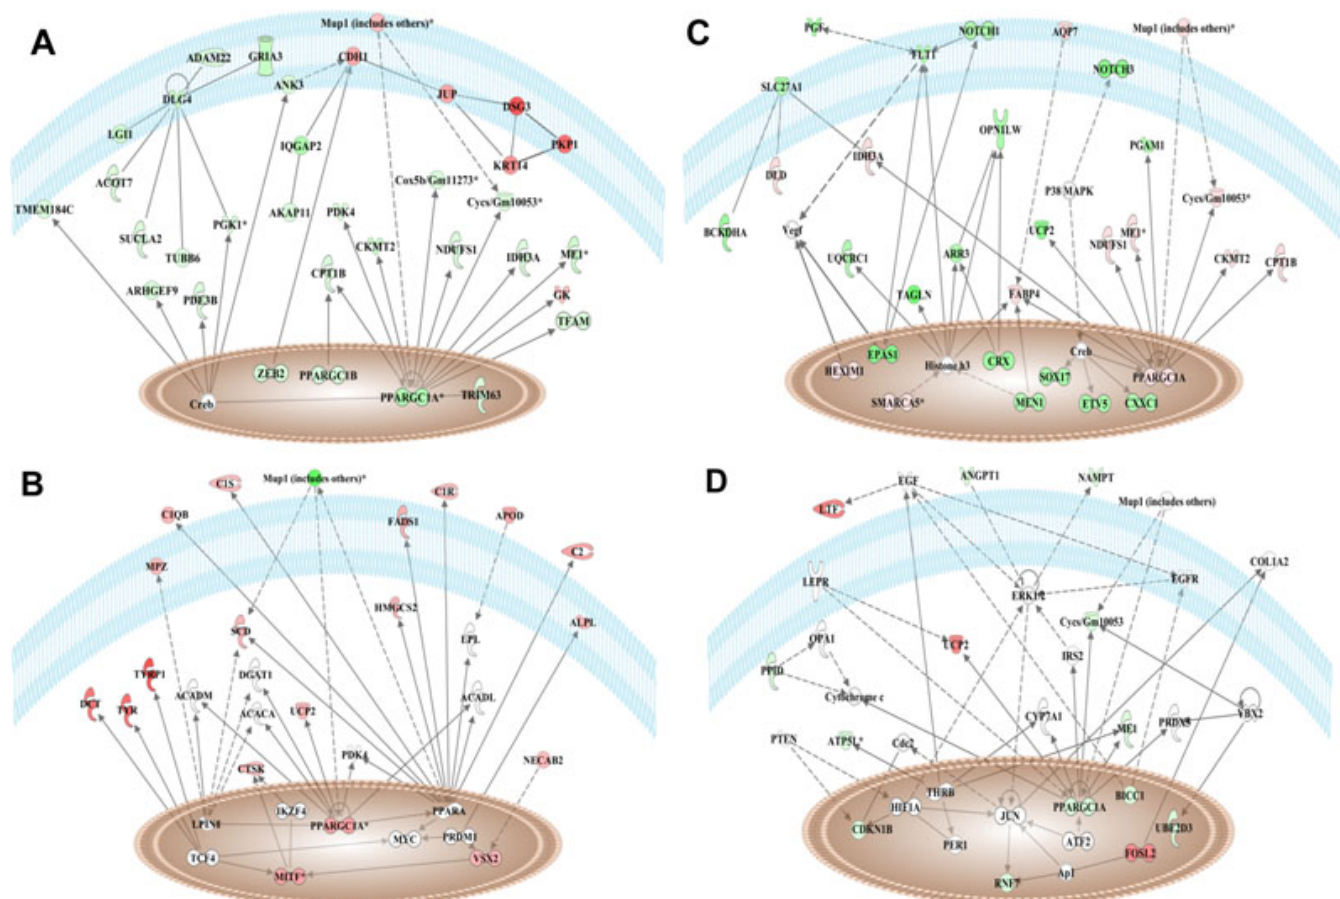 A
Mup1 (includes others)*
ADAM22
GRIA3
CDH1
ANK3
DLG4
JUP
DSG3
LGI1
IQGAP2
PKP1
KRT14
ACOT7
Cox5b/Gm11273*
Cycs/Gm10053*
TMEM184C
PGK1*
AKAP11
PDK4
SUCLA2
CKMT2
NDUFS1
TUBB6
IDH3A
ME1*
CPT1B
ARHGEF9
PDE3B
GK
TFAM
ZEB2
PPARGC1B
PPARGC1A*
TRIM63
Creb
C
PGF
NOTCH1
AQP7
Mup1 (includes others)*
FLT1
NOTCH3
SLC27A1
OPN1LW
PGAM1
IDH3A
DLD
P38 MAPK
Cycs/Gm10053*
BCKDHA
Vegf
UCP2
ME1*
NDUFS1
UQCRC1
ARR3
CKMT2
CPT1B
TAGLN
FABP4
EPAS1
Histone h3
CRX
Creb
HEXIM1
SOX17
PPARGC1A
SMARCA5*
MEN1
ETV5
CXXC1
B
C1S
Mup1 (includes others)*
C1R
C1QB
FADS1
APOD
C2
MPZ
HMGCS2
ALPL
SCD
LPL
TYRP1
DGAT1
ACADM
ACADL
DCT
TYR
ACACA
UCP2
PDK4
CTSK
NECAB2
IKZF4
PPARA
LPIN1
PPARGC1A*
MYC
PRDM1
TCF4
VSX2
MITF*
D
EGF
ANGPT1
NAMPT
LTF
Mup1 (includes others)
COL1A2
LEPR
EGFR
ERK1/2
Cycs/Gm10053
OPA1
UCP2
IRS2
PPID
Cytochrome c
CYP7A1
ME1
PRDX5
YBX2
PTEN
ATP5L*
Cdc2
THRB
HIF1A
PPARGC1A
BICC1
CDKN1B
JUN
UBE2D3
PER1
ATF2
FOSL2
Ap1
RNF7